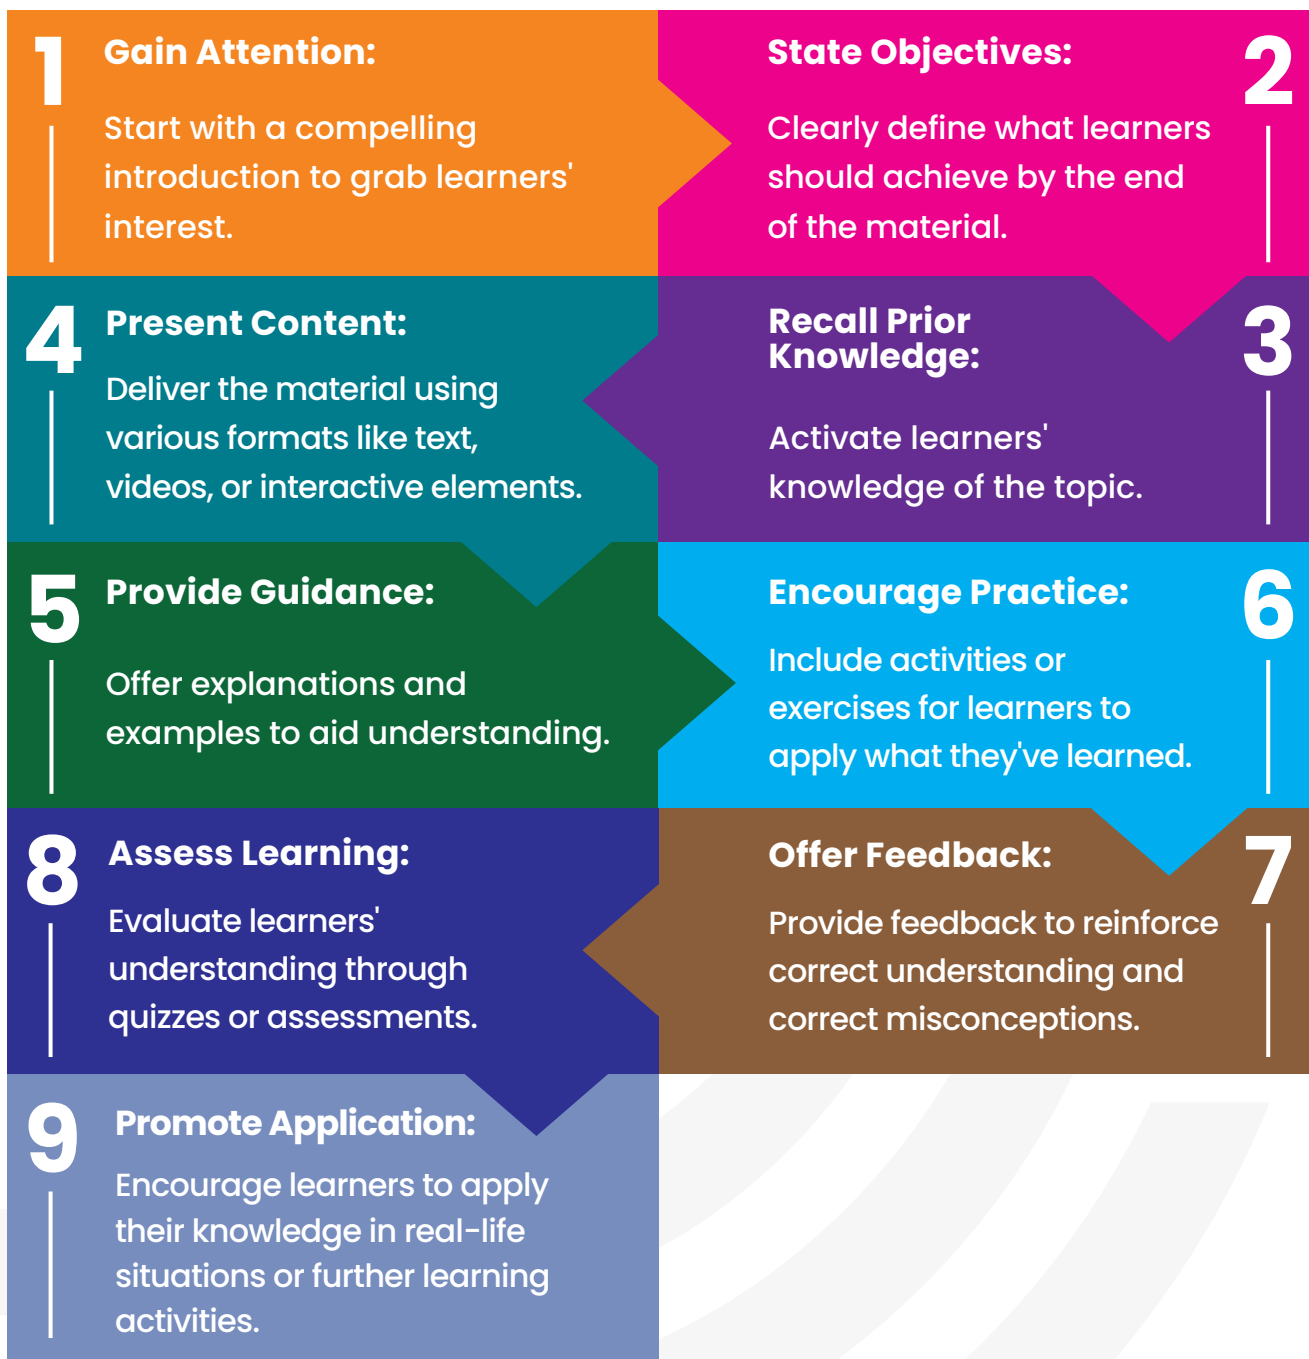 1
Gain Attention:
Start with a compelling
introduction to grab learners'
interest.
2
State Objectives:
Clearly define what learners
should achieve by the end
of the material.
3
Recall Prior
Knowledge:
Activate learners'
knowledge of the topic.
4
Present Content:
Deliver the material using
various formats like text,
videos, or interactive elements.
5
Provide Guidance:
Offer explanations and
examples to aid understanding.
6
Encourage Practice:
Include activities or
exercises for learners to
apply what they've learned.
7
Offer Feedback:
Provide feedback to reinforce
correct understanding and
correct misconceptions.
8
Assess Learning:
Evaluate learners'
understanding through
quizzes or assessments.
9
Promote Application:
Encourage learners to apply
their knowledge in real-life
situations or further learning
activities.